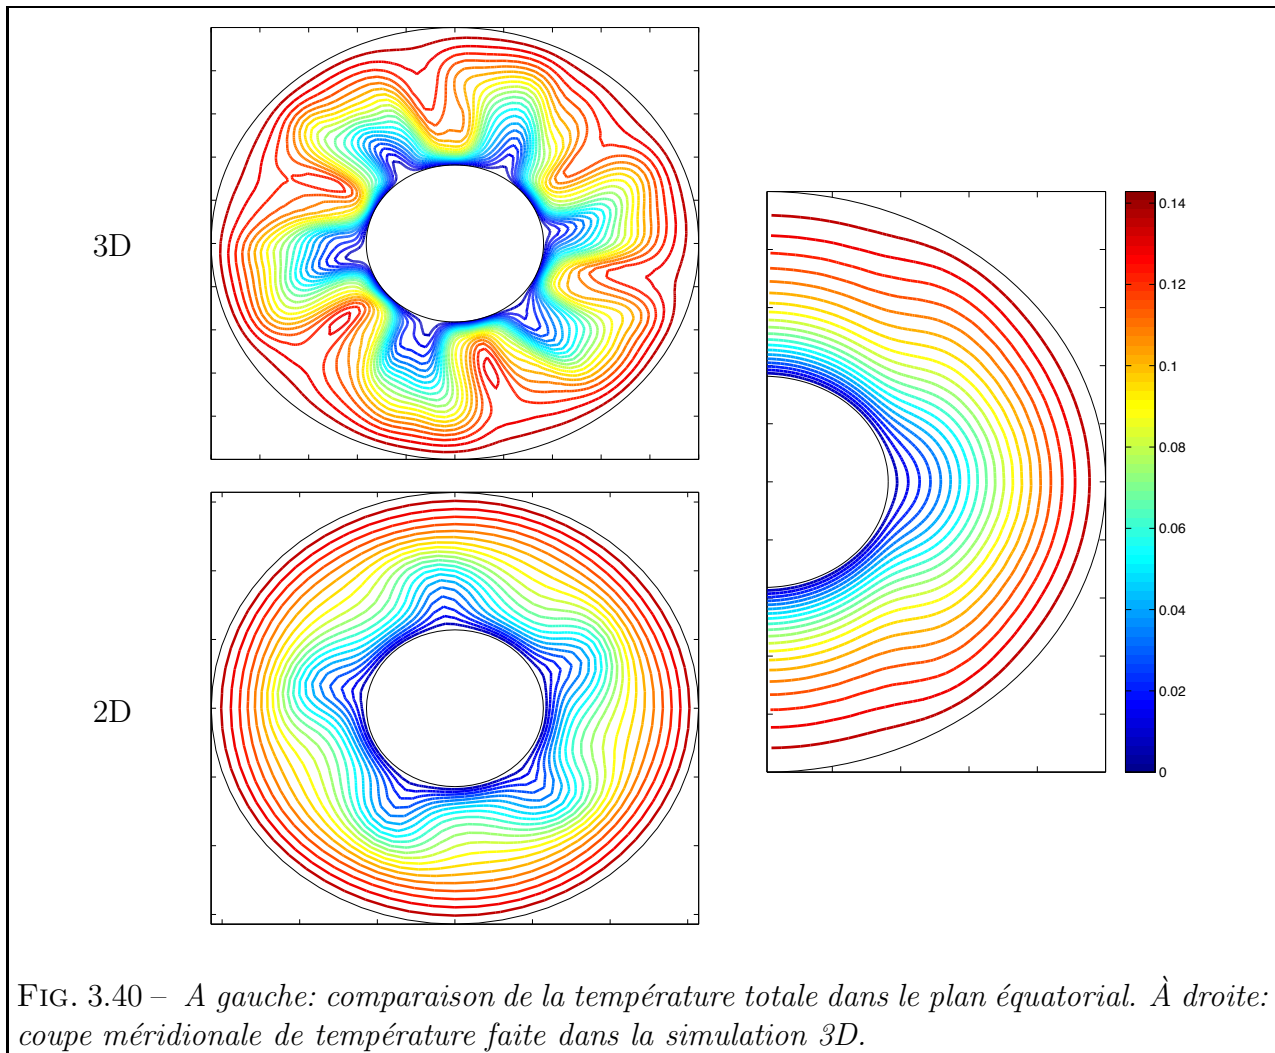 3D
2D
0.14
0.12
0.1
0.08
0.06
0.04
0.02
0
FIG. 3.40 – A gauche: comparaison de la température totale dans le plan équatorial. À droite:
coupe méridionale de température faite dans la simulation 3D.